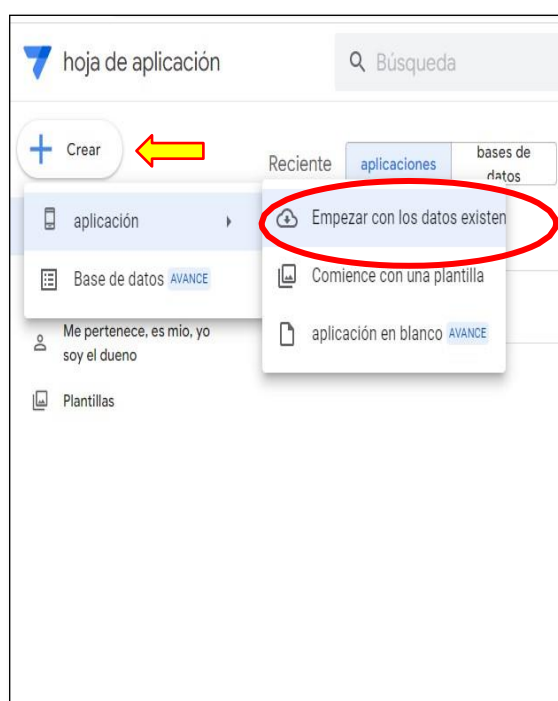 hoja de aplicación
Búsqueda
Crear
Reciente
aplicaciones
bases de
datos
aplicación
Base de datos AVANCE
Empezar con los datos existen
Comience con una plantilla
aplicación en blanco AVANCE
Me pertenece, es mio, yo
soy el dueno
Plantillas